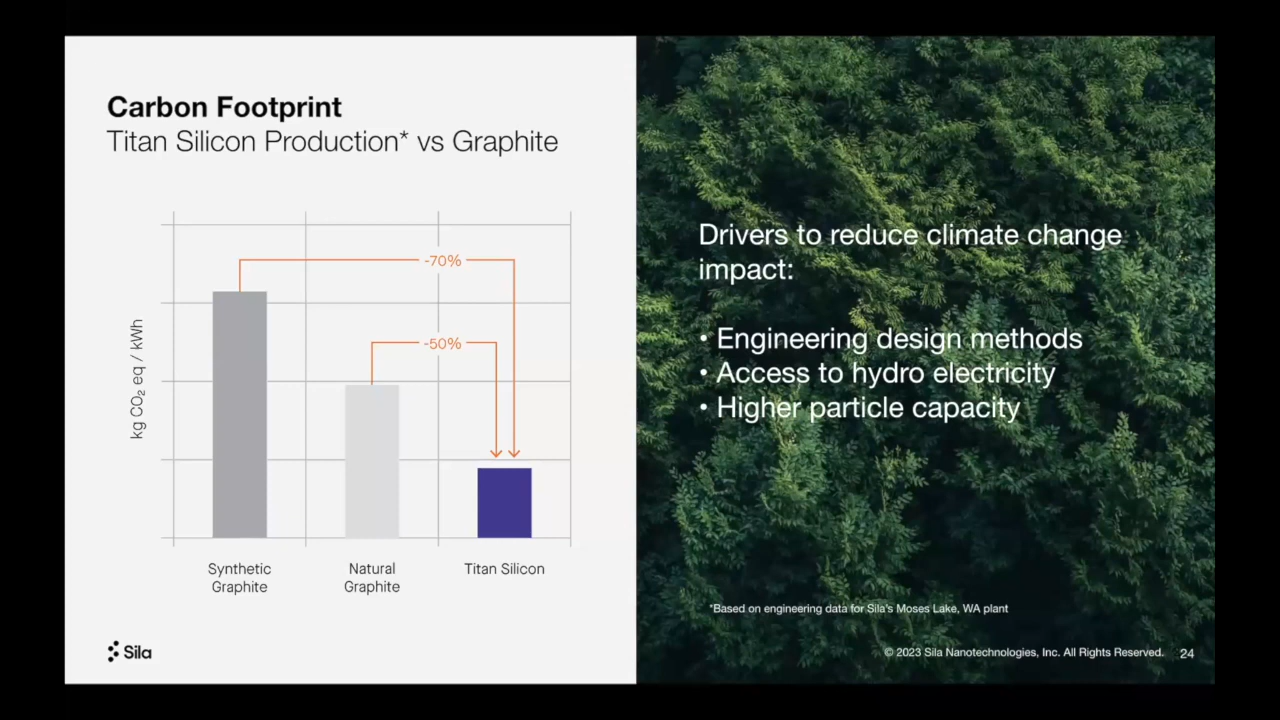 Carbon Footprint
Titan Silicon Production* vs Graphite
kg CO₂ eq / kWh
-70%
-50%
Synthetic
Graphite
Natural
Graphite
Titan Silicon
Sila
Drivers to reduce climate change
impact:
• Engineering design methods
• Access to hydro electricity
• Higher particle capacity
*Based on engineering data for Sila's Moses Lake, WA plant
© 2023 Sila Nanotechnologies, Inc. All Rights Reserved. 24